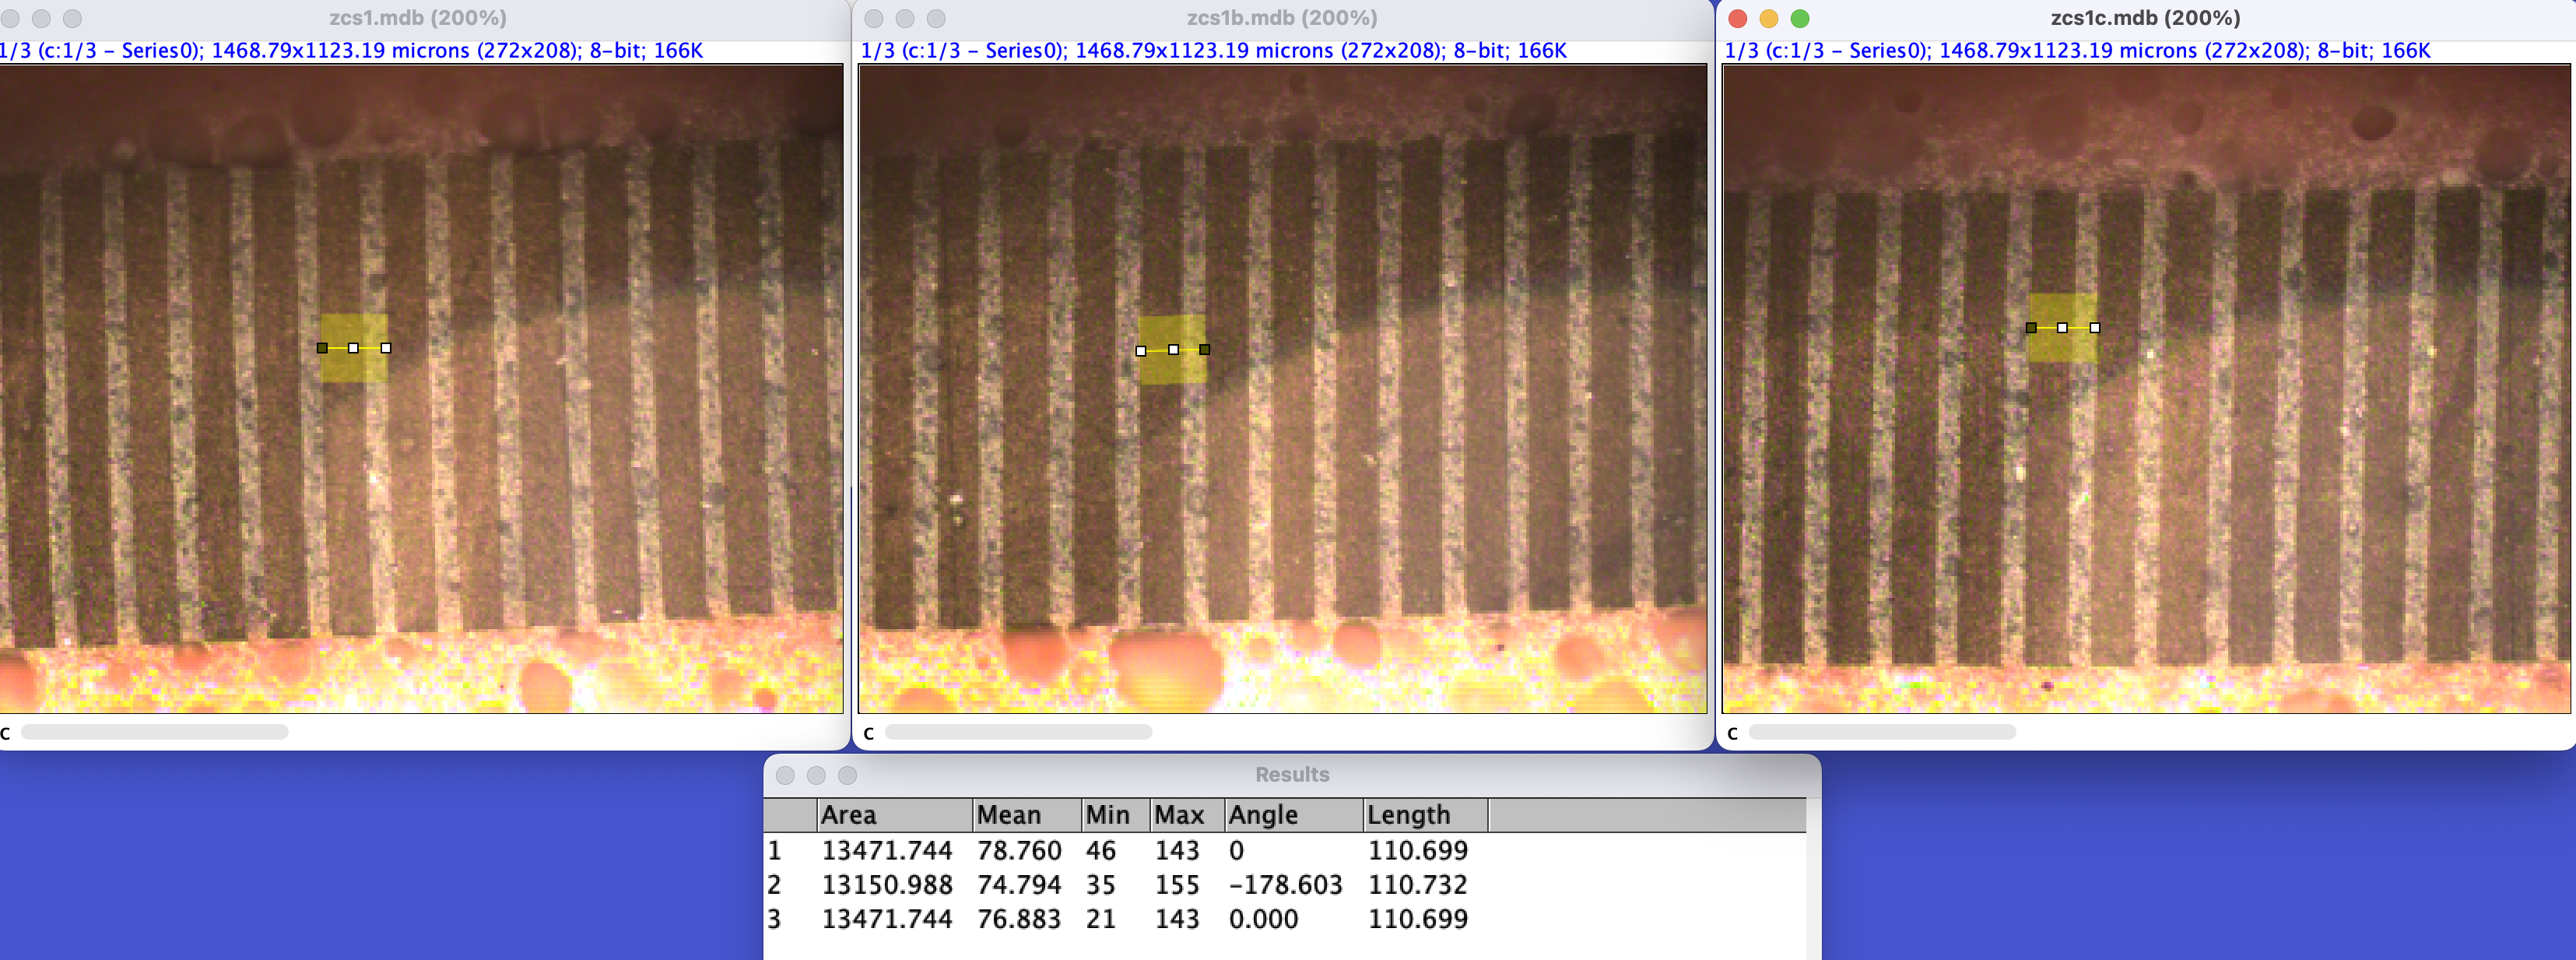 zcs1.mdb (200%)
1/3 (c:1/3 - Series0); 1468.79x1123.19 microns (272x208); 8-bit; 166K
c
zcs1b.mdb (200%)
1/3 (c:1/3 - Series0); 1468.79x1123.19 microns (272x208); 8-bit; 166K
c
zcs1c.mdb (200%)
1/3 (c:1/3 - Series0); 1468.79x1123.19 microns (272x208); 8-bit; 166K
c
Results
Area Mean Min Max Angle Length
1 13471.744 78.760 46 143 0 110.699
2 13150.988 74.794 35 155 -178.603 110.732
3 13471.744 76.883 21 143 0.000 110.699